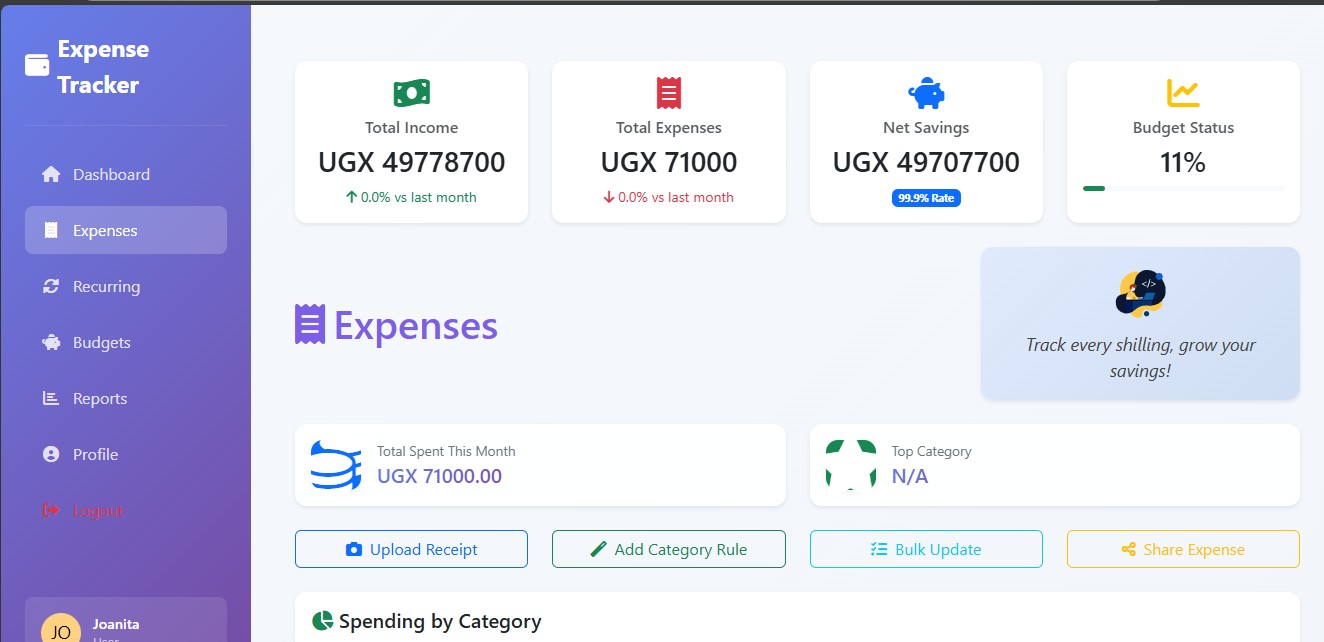 Expense
Tracker
Dashboard
Expenses
Recurring
Budgets
Reports
Profile
Logout
JO
Joanita
User
Total Income
UGX 49778700
0.0% vs last month
Total Expenses
UGX 71000
0.0% vs last month
Net Savings
UGX 49707700
99.9% Rate
Budget Status
11%
Expenses
</>
Track every shilling, grow your
savings!
Total Spent This Month
UGX 71000.00
Top Category
N/A
Upload Receipt
Add Category Rule
Bulk Update
Share Expense
Spending by Category